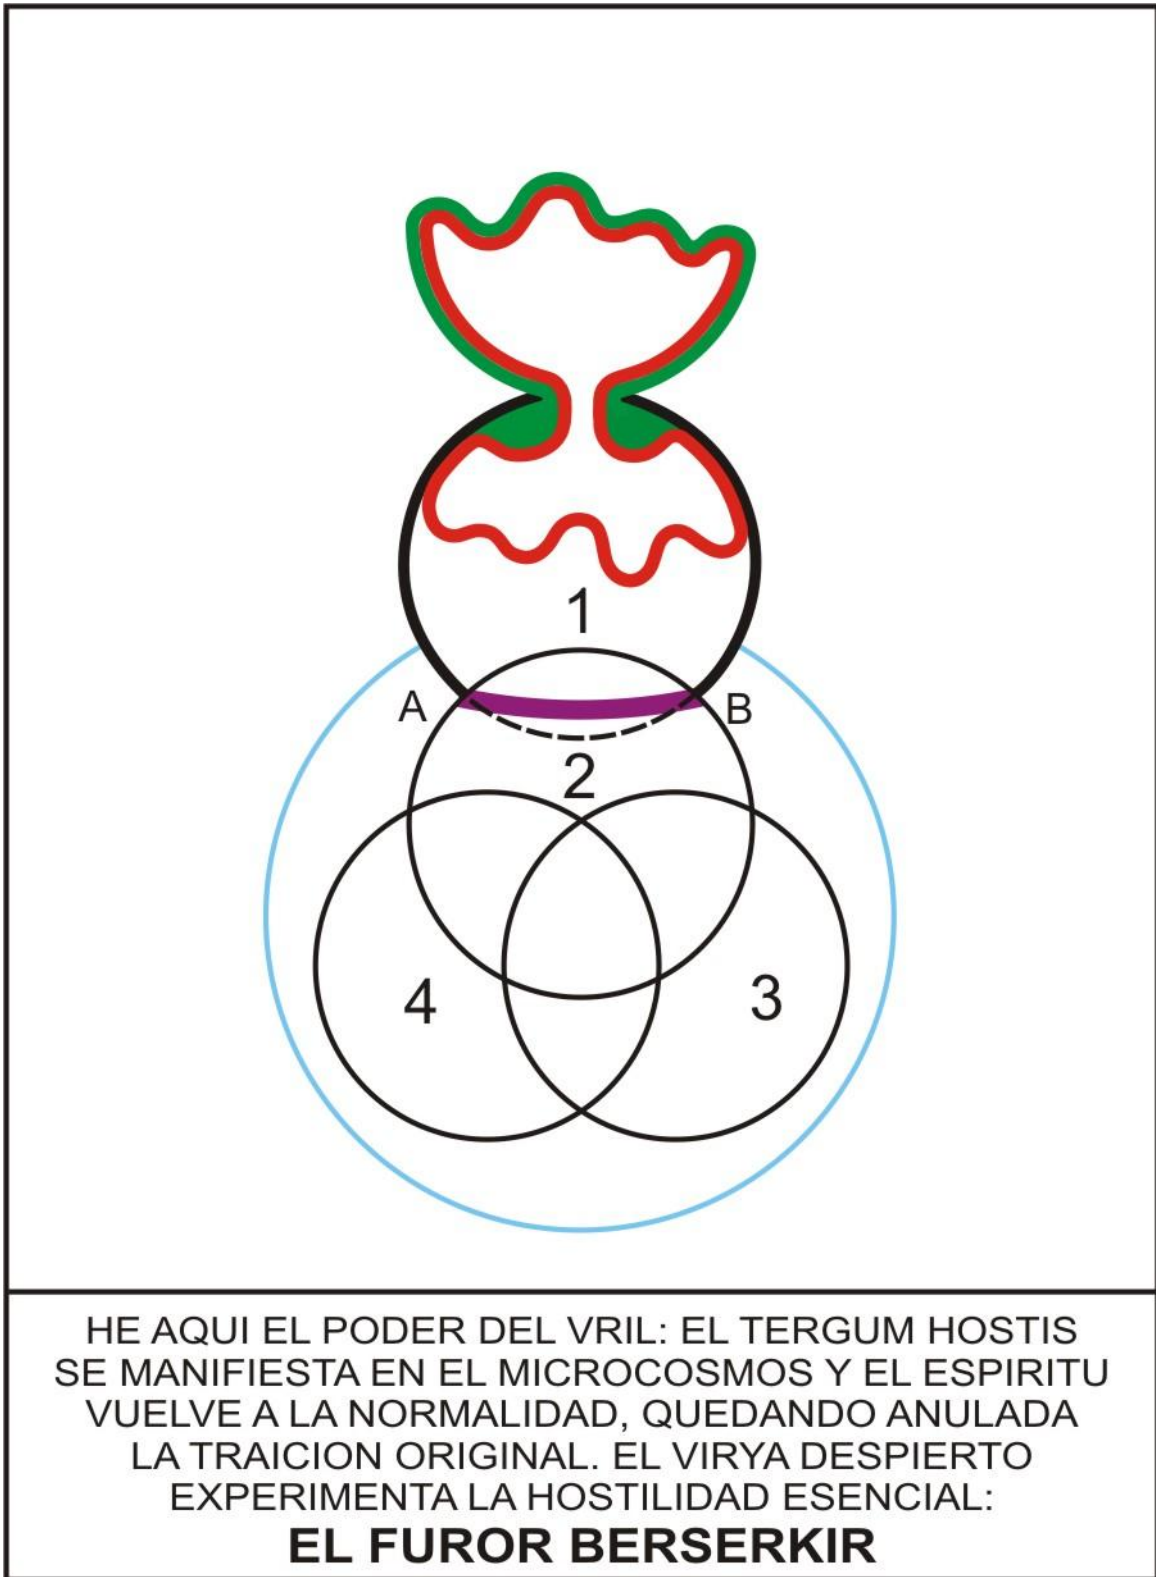 1
A
B
2
4
3
HE AQUI EL PODER DEL VRIL: EL TERGUM HOSTIS
SE MANIFIESTA EN EL MICROCOSMOS Y EL ESPIRITU
VUELVE A LA NORMALIDAD, QUEDANDO ANULADA
LA TRAICION ORIGINAL. EL VIRYA DESPIERTO
EXPERIMENTA LA HOSTILIDAD ESENCIAL:
EL FUROR BERSERKIR